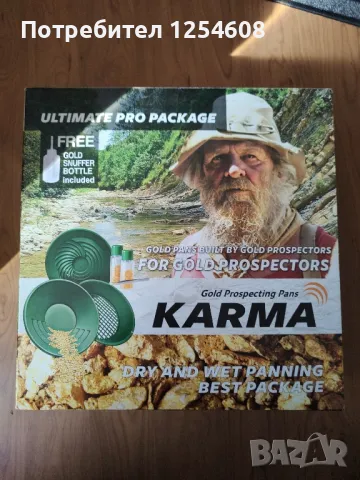 Потребител 1254608
ULTIMATE PRO PACKAGE
FREE
GOLD
SNUFFER
BOTTLE
included
GOLD PANS BUILT BY GOLD PROSPECTORS
FOR GOLD PROSPECTORS
Gold Prospecting Pans
KARMA
DRY AND WET PANNING
BEST PACKAGE
BAZAR